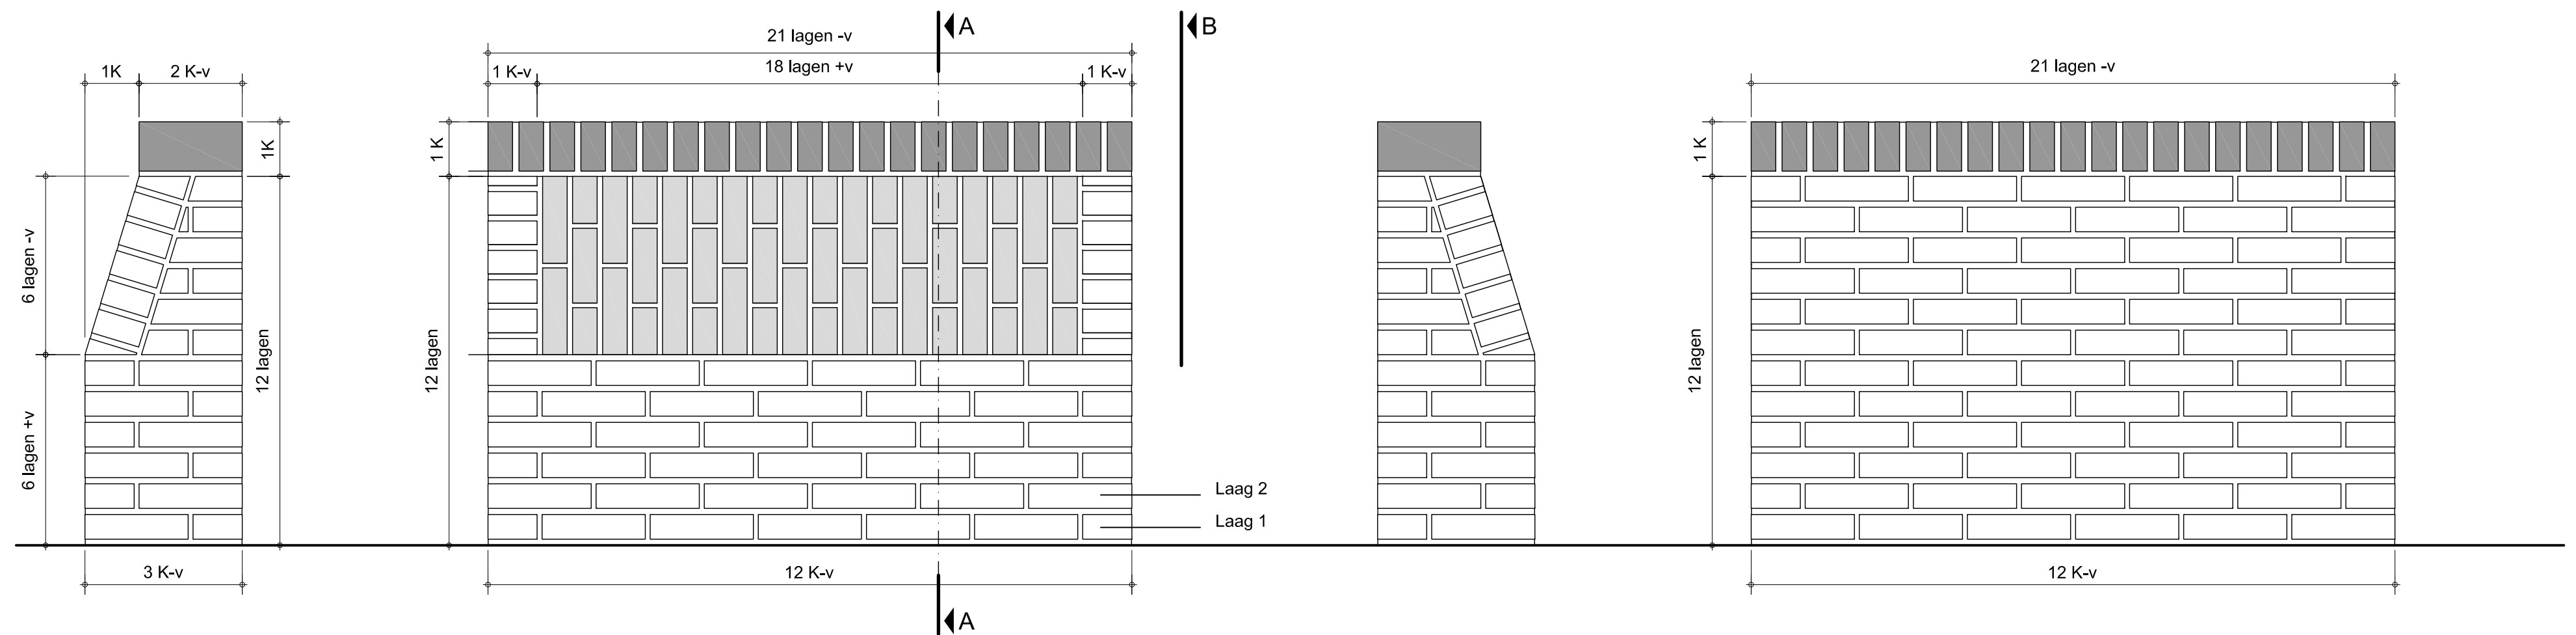 1K
2 K-v
1K
6 lagen -v
6 lagen +v
12 lagen
3 K-v
21 lagen -v
1 K-v
18 lagen +v
1 K-v
1 K
12 lagen
12 K-v
A
A
B
Laag 2
Laag 1
21 lagen -v
1 K
12 lagen
12 K-v